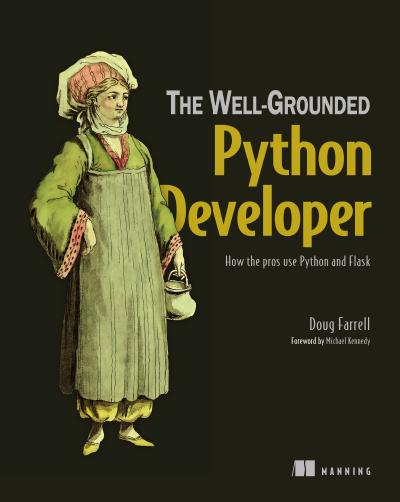 THE WELL-GROUNDED
Python
Developer
How the pros use Python and Flask
Doug Farrell
Foreword by Michael Kennedy
MANNING